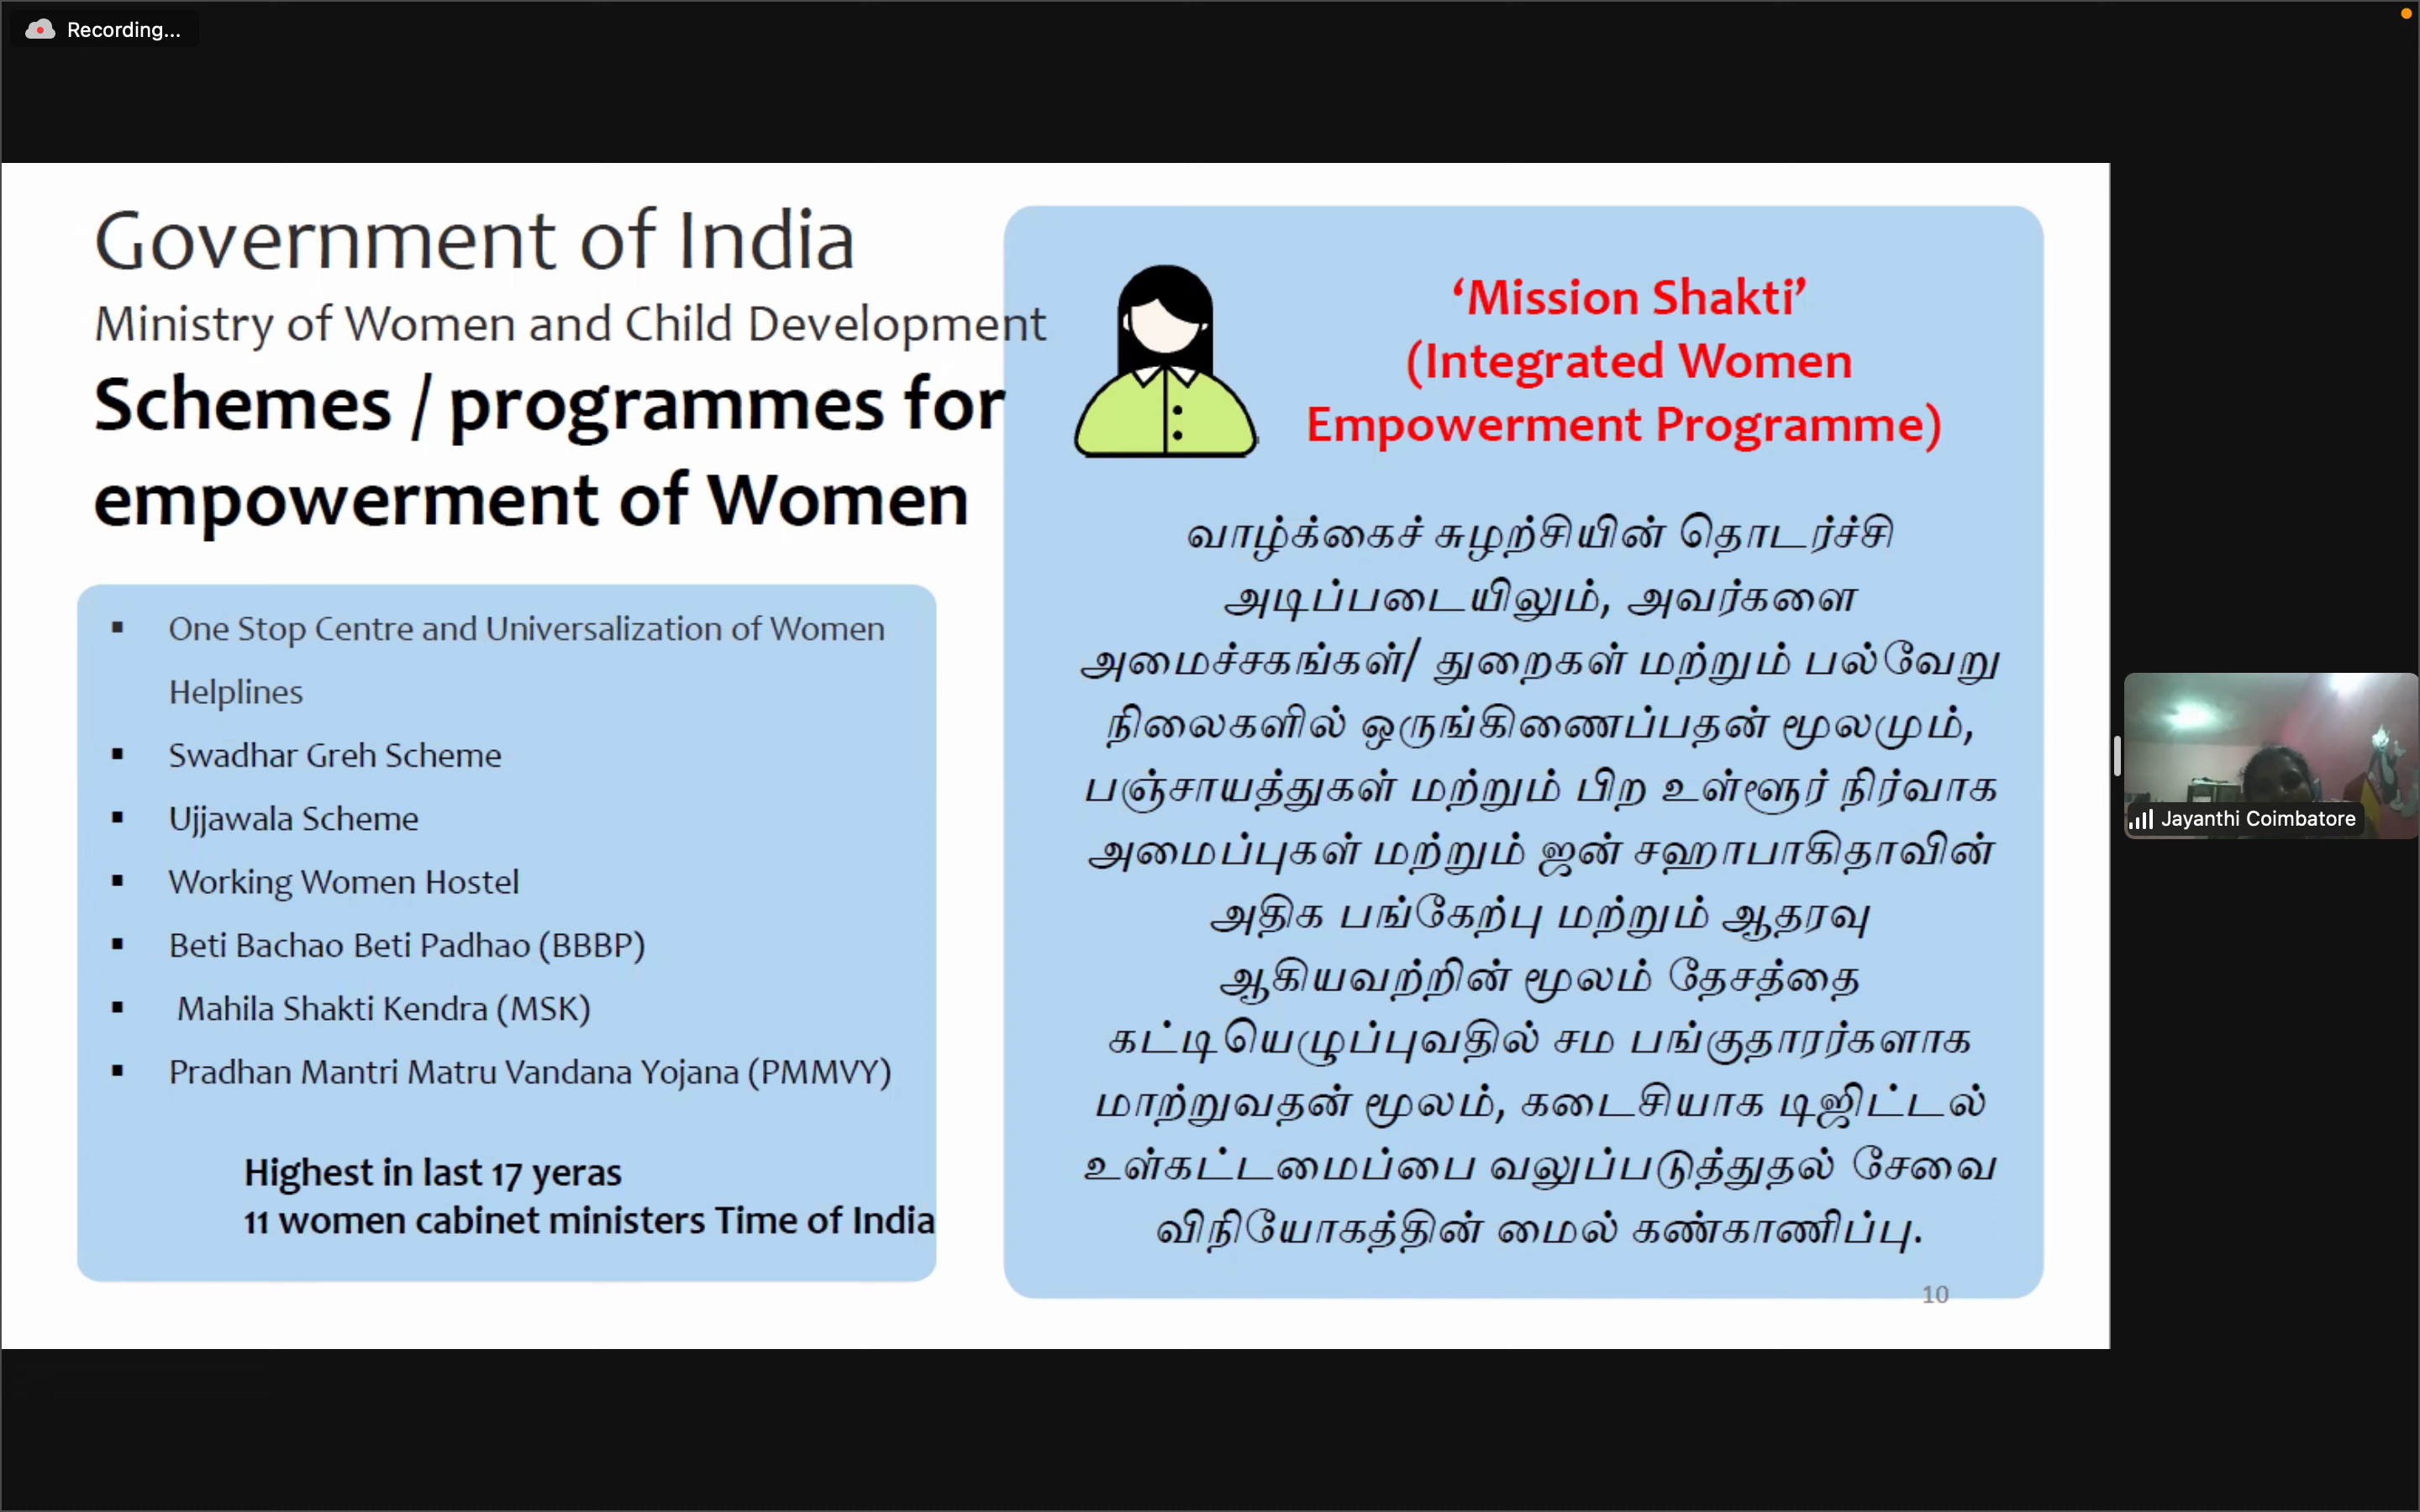 Recording...
Government of India
Ministry of Women and Child Development
Schemes / programmes for
empowerment of Women
▪ One Stop Centre and Universalization of Women
Helplines
▪ Swadhar Greh Scheme
▪ Ujjawala Scheme
▪ Working Women Hostel
▪ Beti Bachao Beti Padhao (BBBP)
▪ Mahila Shakti Kendra (MSK)
▪ Pradhan Mantri Matru Vandana Yojana (PMMVY)
Highest in last 17 yeras
11 women cabinet ministers Time of India
‘Mission Shakti’
(Integrated Women
Empowerment Programme)
வாழ்க்கைச் சுழற்சியின் தொடர்ச்சி
அடிப்படையிலும், அவர்களை
அமைச்சகங்கள்/ துறைகள் மற்றும் பல்வேறு
நிலைகளில் ஒருங்கிணைப்பதன் மூலமும்,
பஞ்சாயத்துகள் மற்றும் பிற உள்ளூர் நிர்வாக
அமைப்புகள் மற்றும் ஜன் சஹாபாகிதாவின்
அதிக பங்கேற்பு மற்றும் ஆதரவு
ஆகியவற்றின் மூலம் தேசத்தை
கட்டியெழுப்புவதில் சம பங்குதாரர்களாக
மாற்றுவதன் மூலம், கடைசியாக டிஜிட்டல்
உள்கட்டமைப்பை வலுப்படுத்துதல் சேவை
விநியோகத்தின் மைல் கண்காணிப்பு.
10
Jayanthi Coimbatore